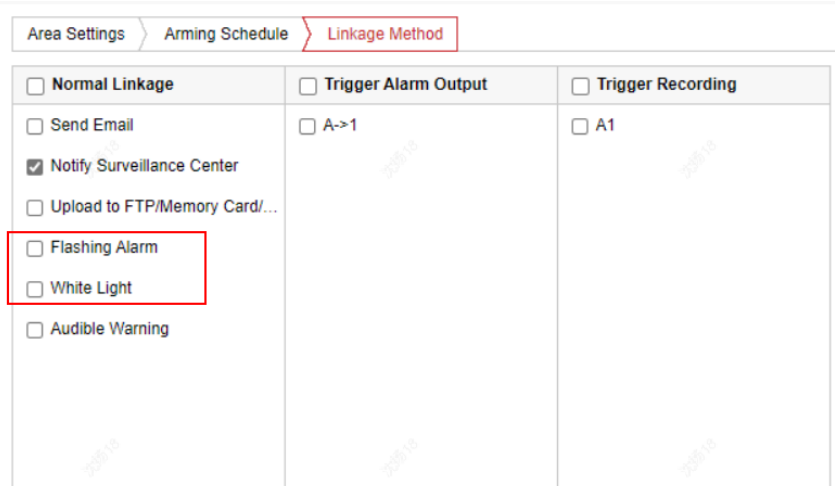 Area Settings
Arming Schedule
Linkage Method
Normal Linkage
Trigger Alarm Output
Trigger Recording
Send Email
A->1
A1
Notify Surveillance Center
Upload to FTP/Memory Card/...
Flashing Alarm
White Light
Audible Warning